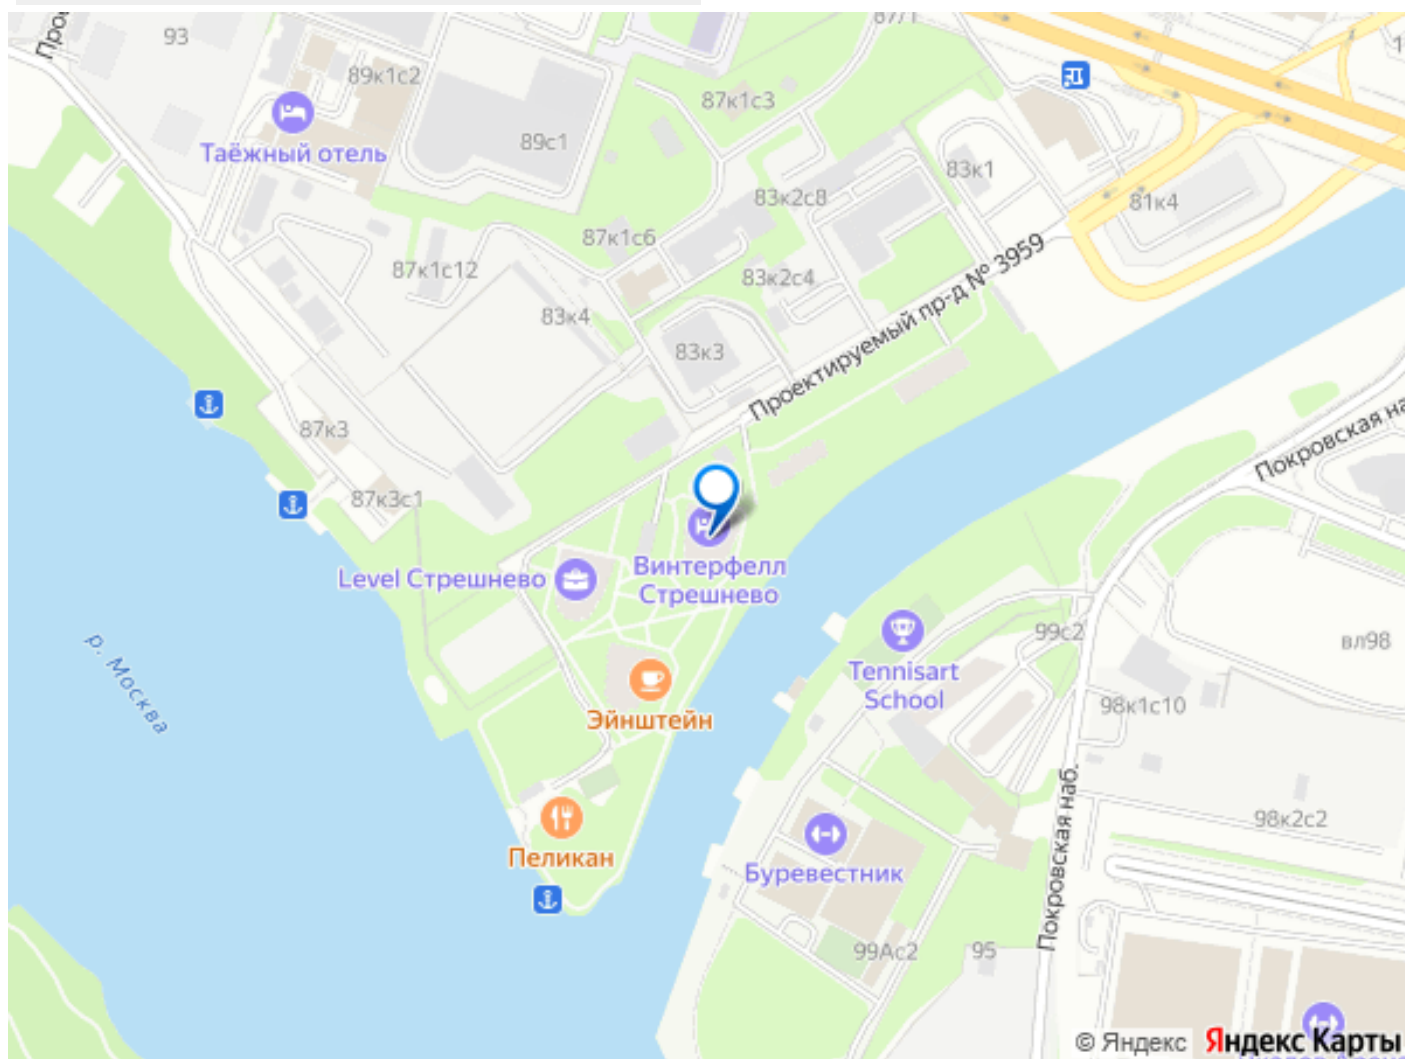 93
89к1с2
87/1
87к1с3
Таёжный отель
89с1
83к1
83к2с8
81к4
87к1с6
87к1с12
83к2с4
Проектируемый пр-д № 3959
83к4
83к3
87к3
Покровская на
87к3с1
Level Стрешнево
Винтерфелл
Стрешнево
р. Москва
99с2
вл98
Tennisart
School
98к1с10
Эйнштейн
Пеликан
98к2с2
Буревестник
Покровская наб.
99Ас2
95
© Яндекс
Яндекс Карты